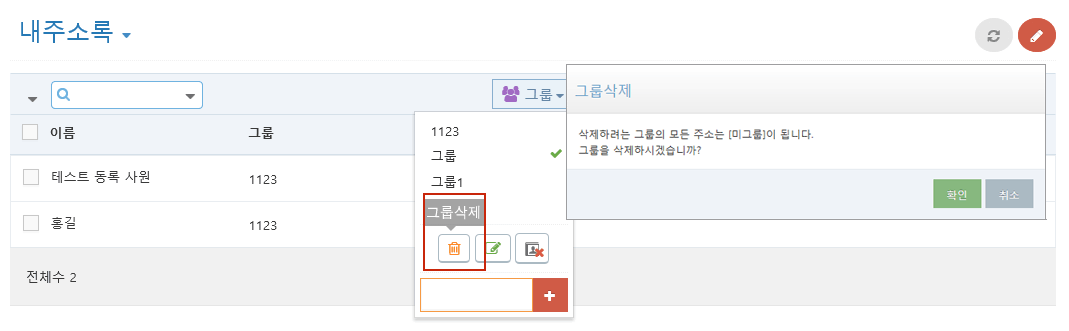 내주소록
그룹
그룹삭제
삭제하려는 그룹의 모든 주소는 [미그룹]이 됩니다.
그룹을 삭제하시겠습니까?
확인
취소
이름
그룹
1123
그룹
그룹1
그룹삭제
테스트 동록 사원
1123
홍길
1123
전체수 2